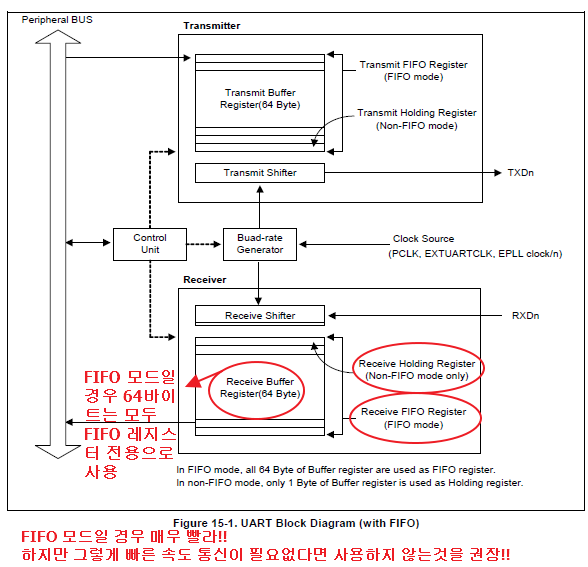 Peripheral BUS
Transmitter
Transmit Buffer
Register(64 Byte)
Transmit FIFO Register
(FIFO mode)
Transmit Holding Register
(Non-FIFO mode)
Transmit Shifter
TXDn
Control
Unit
Buad-rate
Generator
Clock Source
(PCLK, EXTUARTCLK, EPLL clock/n)
Receiver
Receive Shifter
RXDn
Receive Buffer
Register(64 Byte)
Receive Holding Register
(Non-FIFO mode only)
Receive FIFO Register
(FIFO mode)
FIFO 모드일
경우 64바이
트는 모두
FIFO 레지스
터 전용으로
사용
In FIFO mode, all 64 Byte of Buffer register are used as FIFO register.
In non-FIFO mode, only 1 Byte of Buffer register is used as Holding register.
Figure 15-1. UART Block Diagram (with FIFO)
FIFO 모드일 경우 매우 빨라!!
하지만 그렇게 빠른 속도 통신이 필요없다면 사용하지 않는것을 권장!!